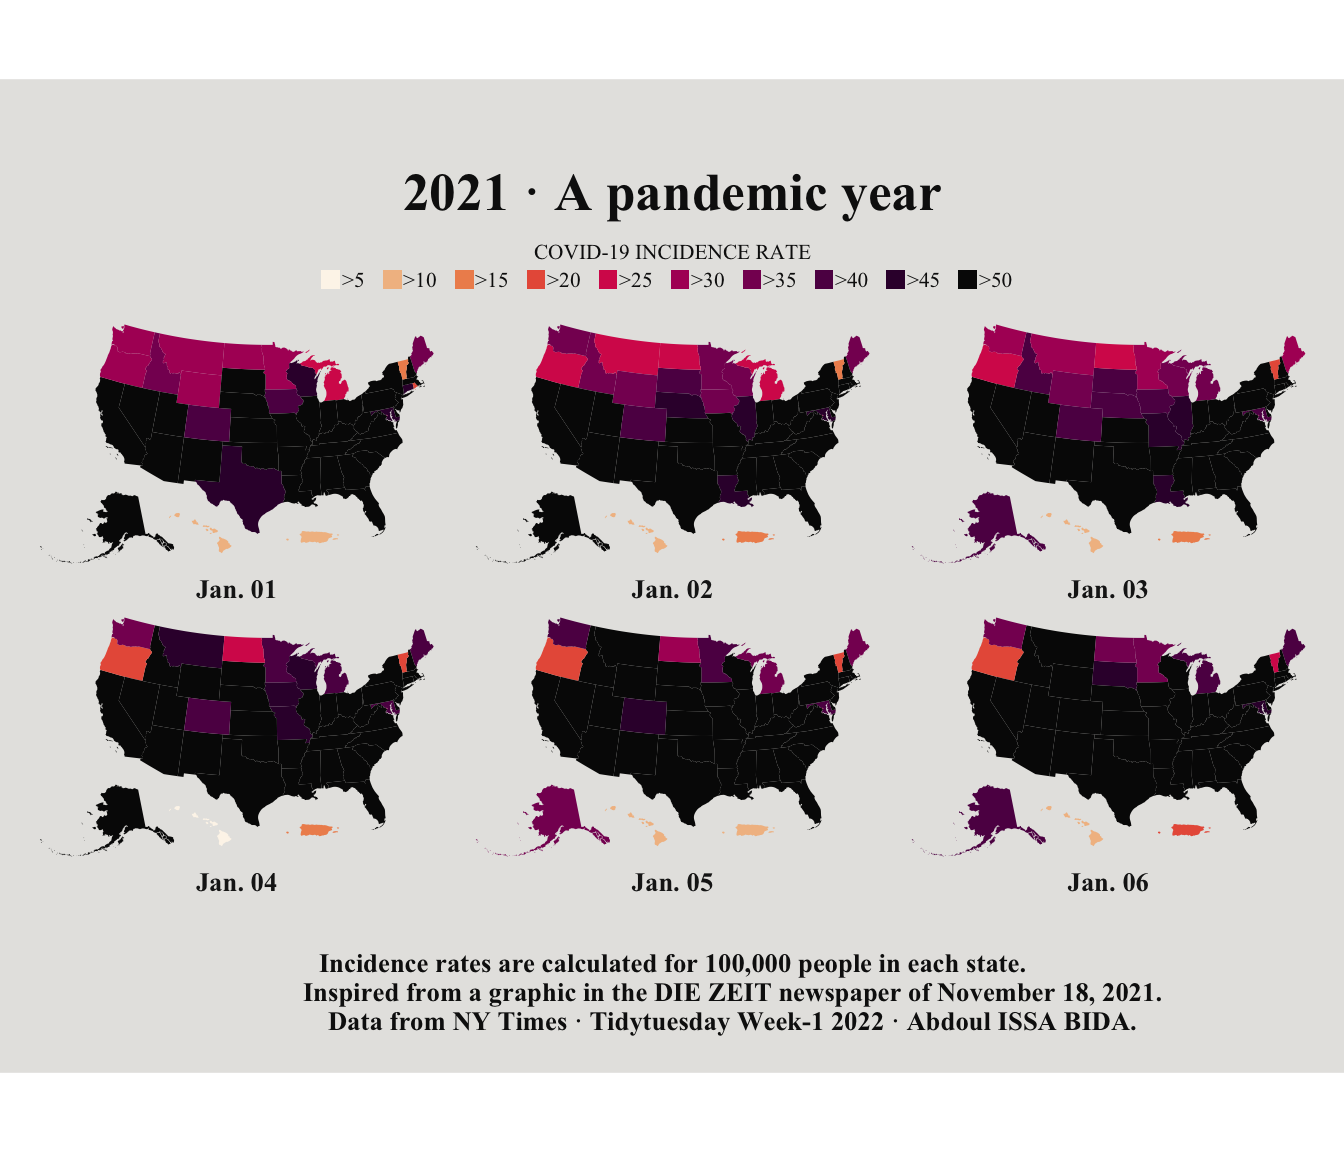 2021 · A pandemic year
COVID-19 INCIDENCE RATE
>5 >10 >15 >20 >25 >30 >35 >40 >45 >50
Jan. 01 Jan. 02 Jan. 03
Jan. 04 Jan. 05 Jan. 06
Incidence rates are calculated for 100,000 people in each state.
Inspired from a graphic in the DIE ZEIT newspaper of November 18, 2021.
Data from NY Times · Tidytuesday Week-1 2022 · Abdoul ISSA BIDA.